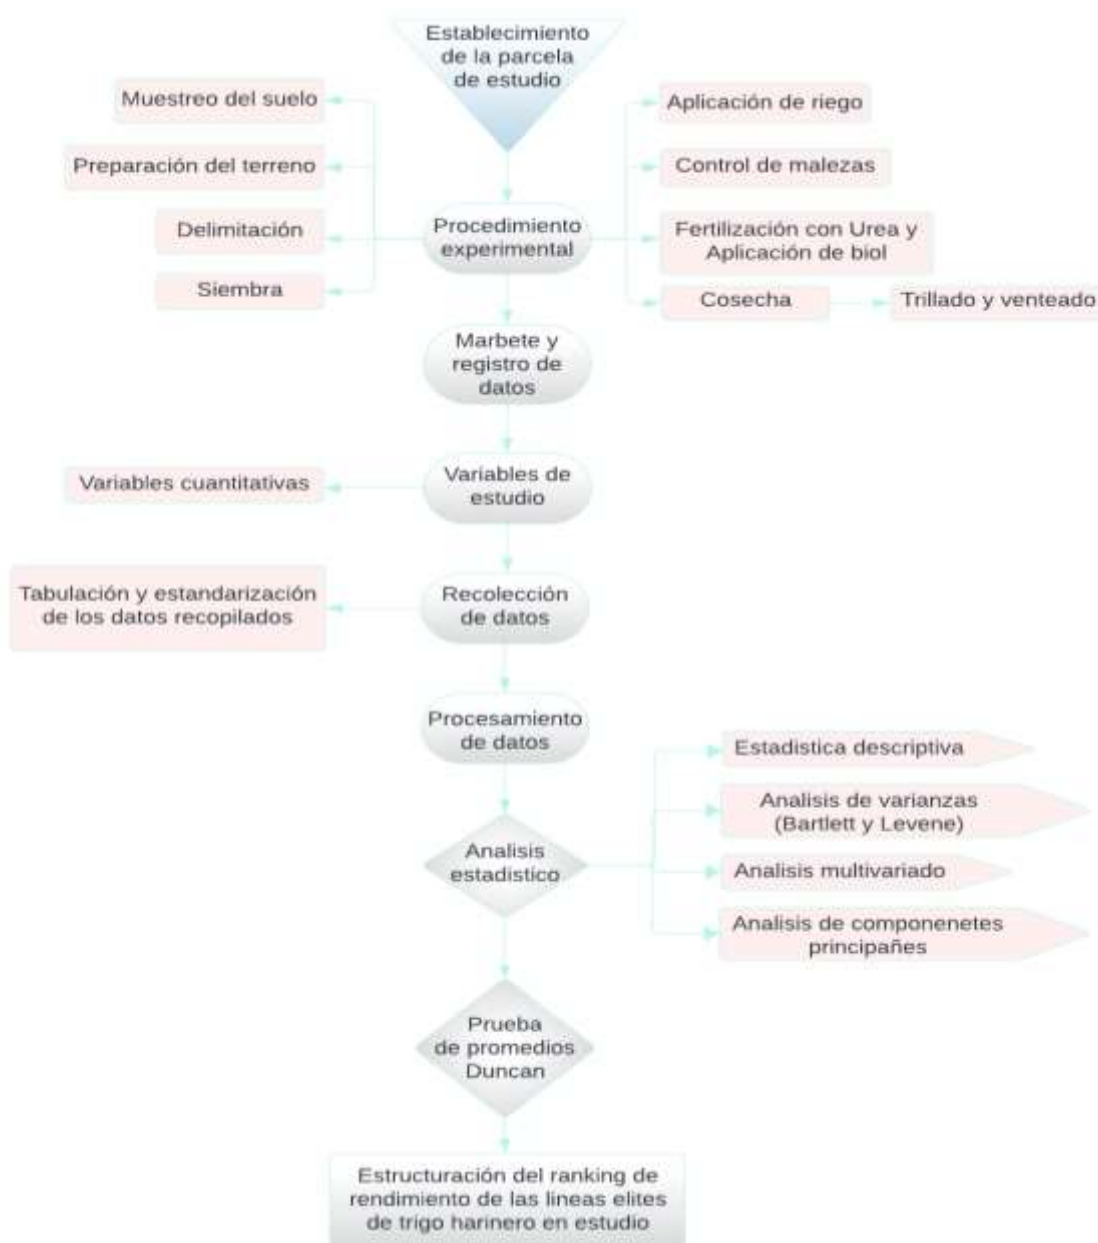 Establecimiento
de la parcela
de estudio
Muestreo del suelo
Preparación del terreno
Delimitación
Siembra
Procedimiento
experimental
Aplicación de riego
Control de malezas
Fertilización con Urea y
Aplicación de biol
Cosecha
Trillado y venteado
Marbete y
registro de
datos
Variables cuantitativas
Variables de
estudio
Tabulación y estandarización
de los datos recopilados
Recolección
de datos
Procesamiento
de datos
Analisis
estadistico
Estadistica descriptiva
Analisis de varianzas
(Bartlett y Levene)
Analisis multivariado
Analisis de componenetes
principañes
Prueba
de promedios
Duncan
Estructuración del ranking de
rendimiento de las lineas elites
de trigo harinero en estudio